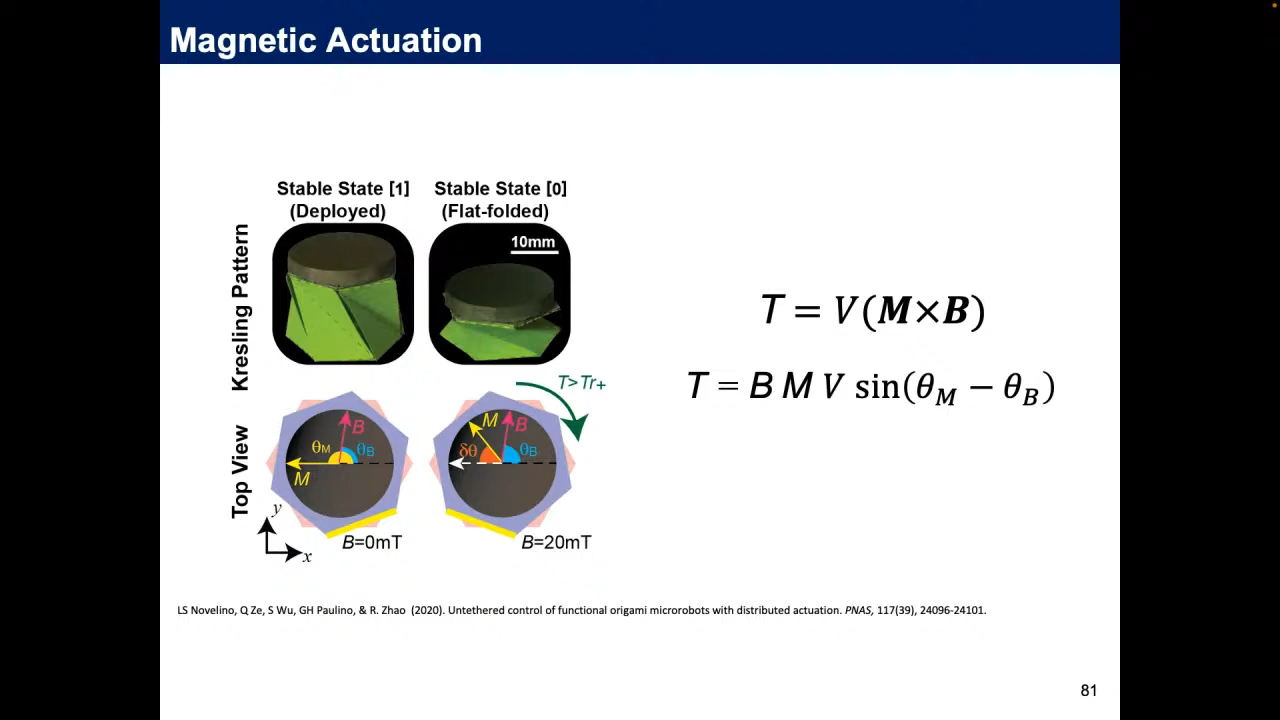 Magnetic Actuation
Stable State [1]
(Deployed)
Stable State [0]
(Flat-folded)
Kresling Pattern
10mm
T = V(M×B)
T = B M V sin(θM − θB)
T>Tr+
Top View
B
θM
θB
M
M
B
δθ
θB
y
x
B=0mT
B=20mT
LS Novelino, Q Ze, S Wu, GH Paulino, & R. Zhao (2020). Untethered control of functional origami microrobots with distributed actuation. PNAS, 117(39), 24096-24101.
81